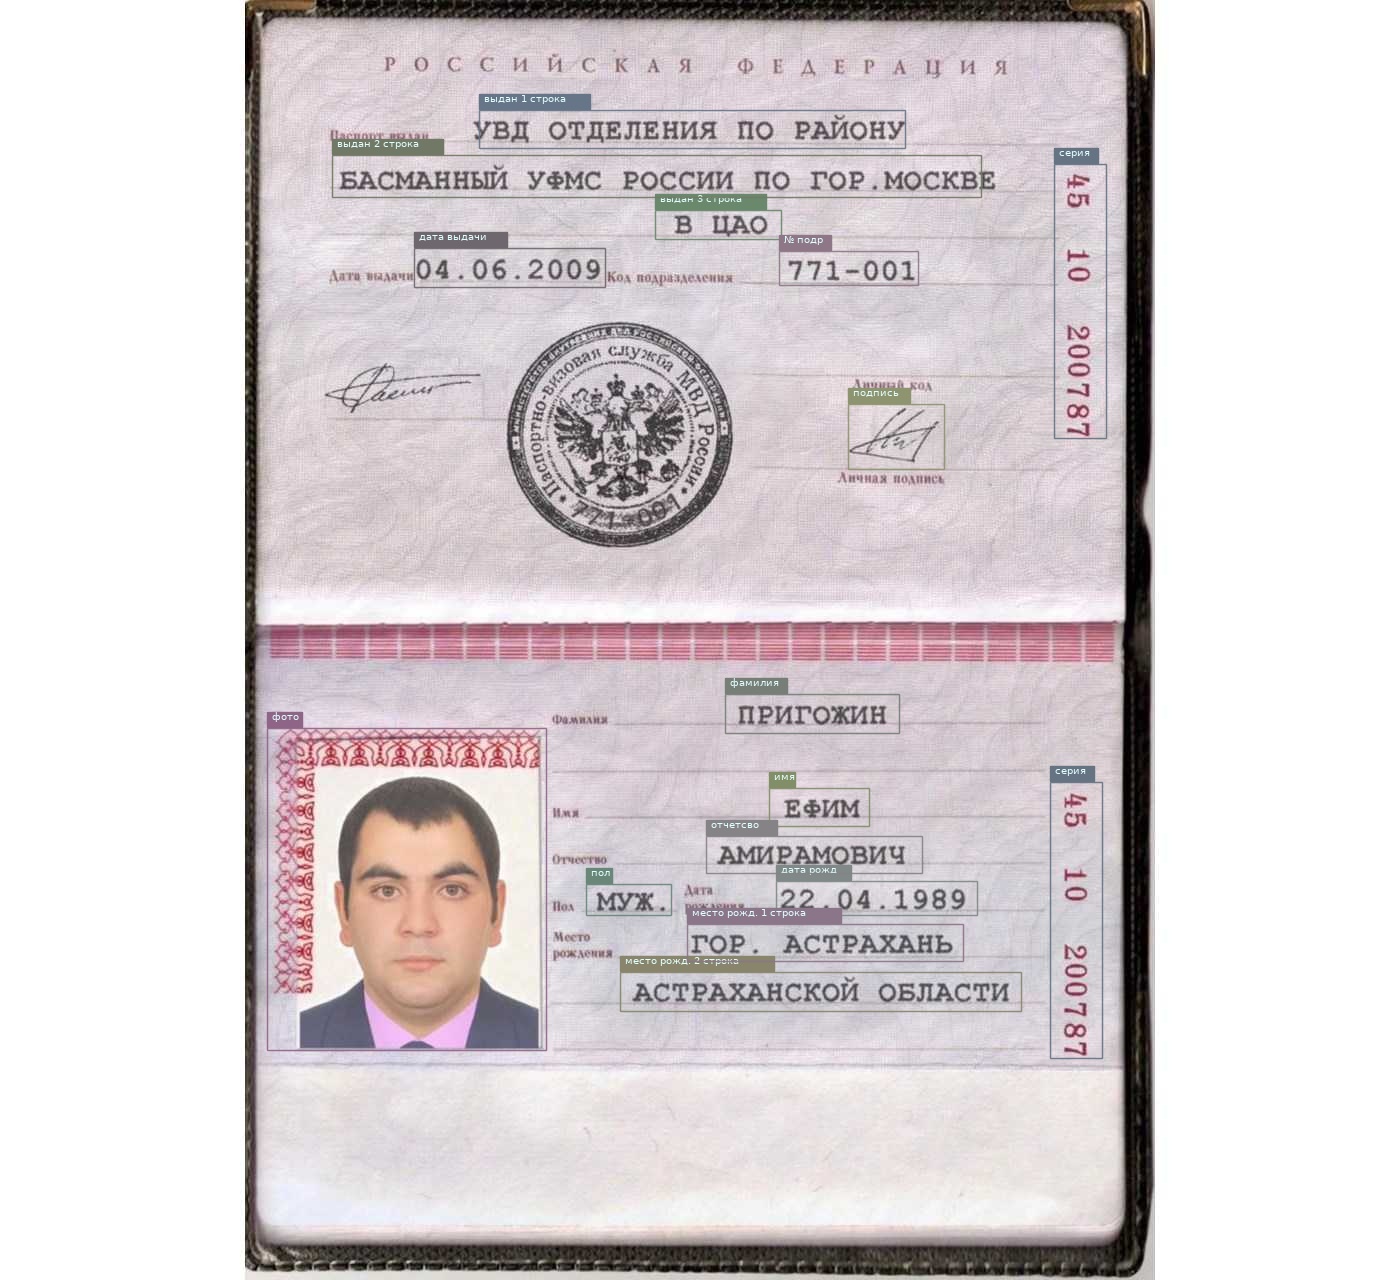 РОССИЙСКАЯ ФЕДЕРАЦИЯ
выдан 1 строка
Паспорт выдан УВД ОТДЕЛЕНИЯ ПО РАЙОНУ
выдан 2 строка
БАСМАННЫЙ УФМС РОССИИ ПО ГОР.МОСКВЕ
выдан 3 строка
В ЦАО
дата выдачи
№ подр
Дата выдачи 04.06.2009 Код подразделения 771-001
серия
45 10 200787
Паспортно-визовая служба МВД России
771-001
Личный код
подпись
Личная подпись
фото
фамилия
Фамилия ПРИГОЖИН
имя
Имя ЕФИМ
отчетсво
Отчество АМИРАМОВИЧ
пол
дата рожд
Пол МУЖ. Дата рождения 22.04.1989
место рожд. 1 строка
Место рождения ГОР. АСТРАХАНЬ
место рожд. 2 строка
АСТРАХАНСКОЙ ОБЛАСТИ
серия
45 10 200787